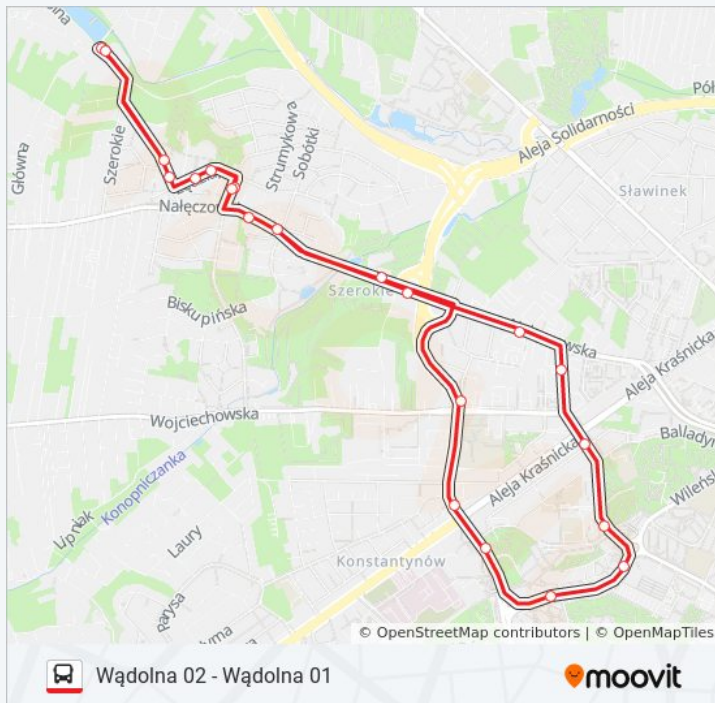 Główna
Szerokie
Strumykowa
Sobótki
Aleja Solidarności
Sławinek
Nałęczo
Biskupińska
Szerokie
wska
Aleja Kraśnicka
Wojciechowska
Aleja Kraśnicka
Konopniczanka
Wileńs
Laury
Konstantynów
© OpenStreetMap contributors | © OpenMapTiles
Wądolna 02 - Wądolna 01
moovit